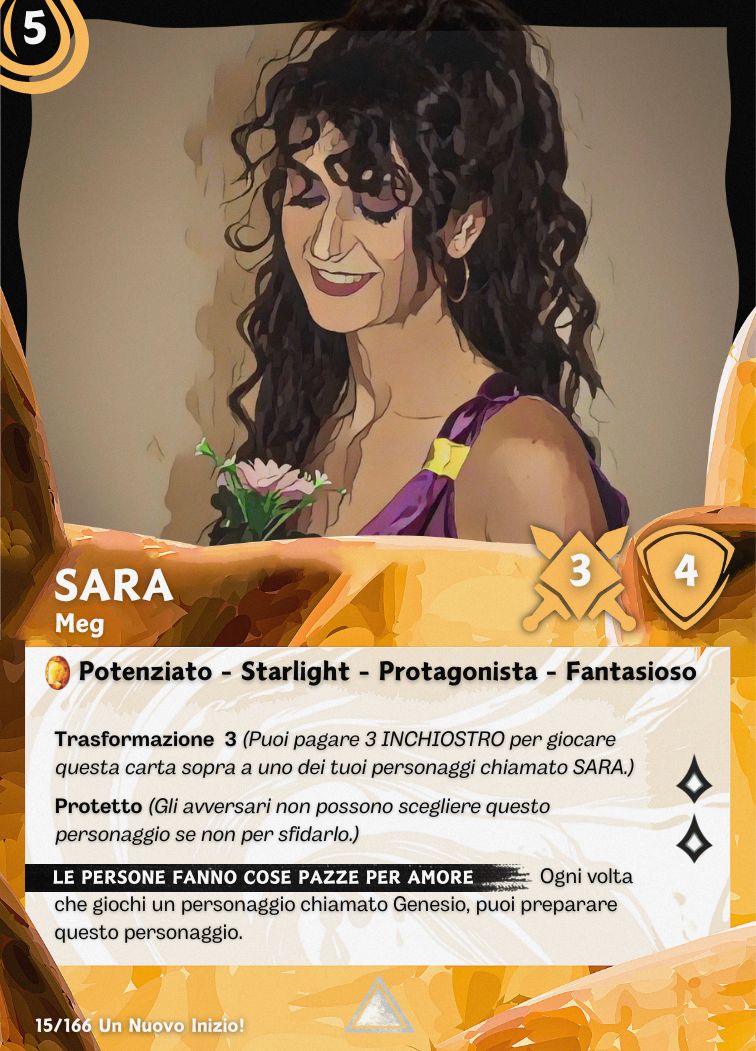 5
SARA
Meg
3
4
Potenziato - Starlight - Protagonista - Fantasioso
Trasformazione 3 (Puoi pagare 3 INCHIOSTRO per giocare
questa carta sopra a uno dei tuoi personaggi chiamato SARA.)
Protetto (Gli avversari non possono scegliere questo
personaggio se non per sfidarlo.)
LE PERSONE FANNO COSE PAZZE PER AMORE Ogni volta
che giochi un personaggio chiamato Genesio, puoi preparare
questo personaggio.
15/166 Un Nuovo Inizio!